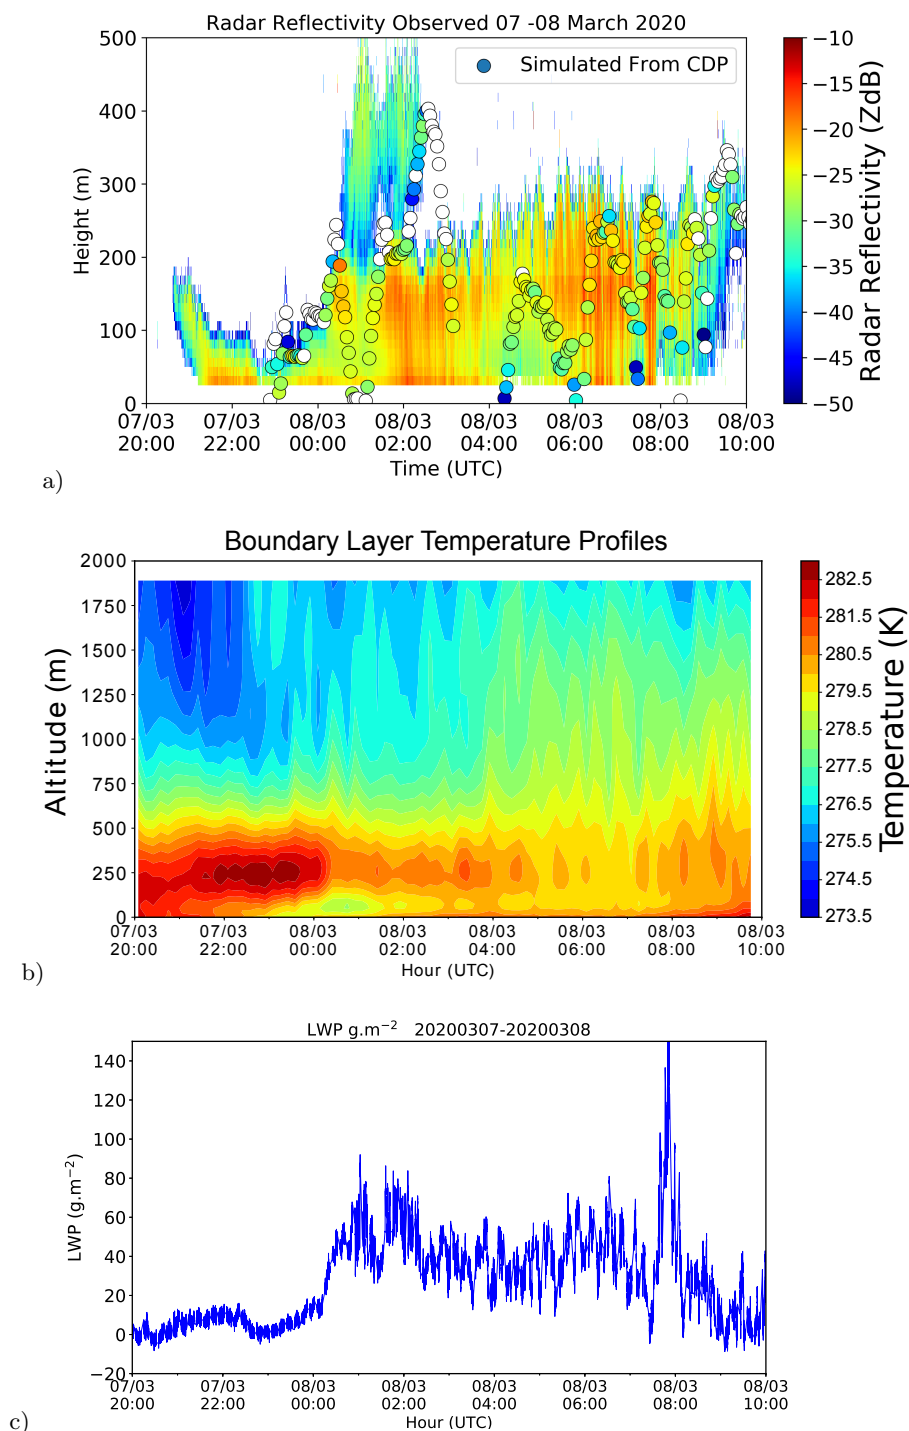 Radar Reflectivity Observed 07 -08 March 2020
500
400
300
200
100
0
Height (m)
Simulated From CDP
07/03 07/03 08/03 08/03 08/03 08/03 08/03 08/03
20:00 22:00 00:00 02:00 04:00 06:00 08:00 10:00
Time (UTC)
−10
−15
−20
−25
−30
−35
−40
−45
−50
Radar Reflectivity (ZdB)
a)
Boundary Layer Temperature Profiles
2000
1750
1500
1250
1000
750
500
250
0
Altitude (m)
07/03 07/03 08/03 08/03 08/03 08/03 08/03 08/03
20:00 22:00 00:00 02:00 04:00 06:00 08:00 10:00
Hour (UTC)
282.5
281.5
280.5
279.5
278.5
277.5
276.5
275.5
274.5
273.5
Temperature (K)
b)
LWP g.m−2 20200307-20200308
140
120
100
80
60
40
20
0
−20
LWP (g.m−2)
07/03 07/03 08/03 08/03 08/03 08/03 08/03 08/03
20:00 22:00 00:00 02:00 04:00 06:00 08:00 10:00
Hour (UTC)
c)